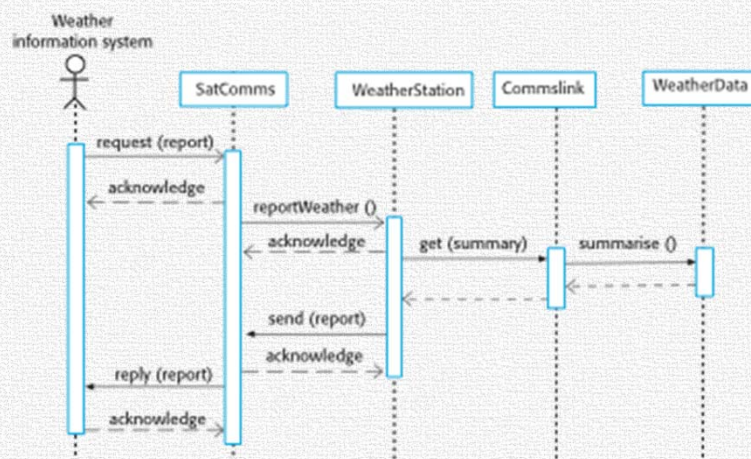 Weather
information system
SatComms
WeatherStation
Commslink
WeatherData
request (report)
acknowledge
reportWeather ()
acknowledge
get (summary)
summarise ()
send (report)
acknowledge
reply (report)
acknowledge